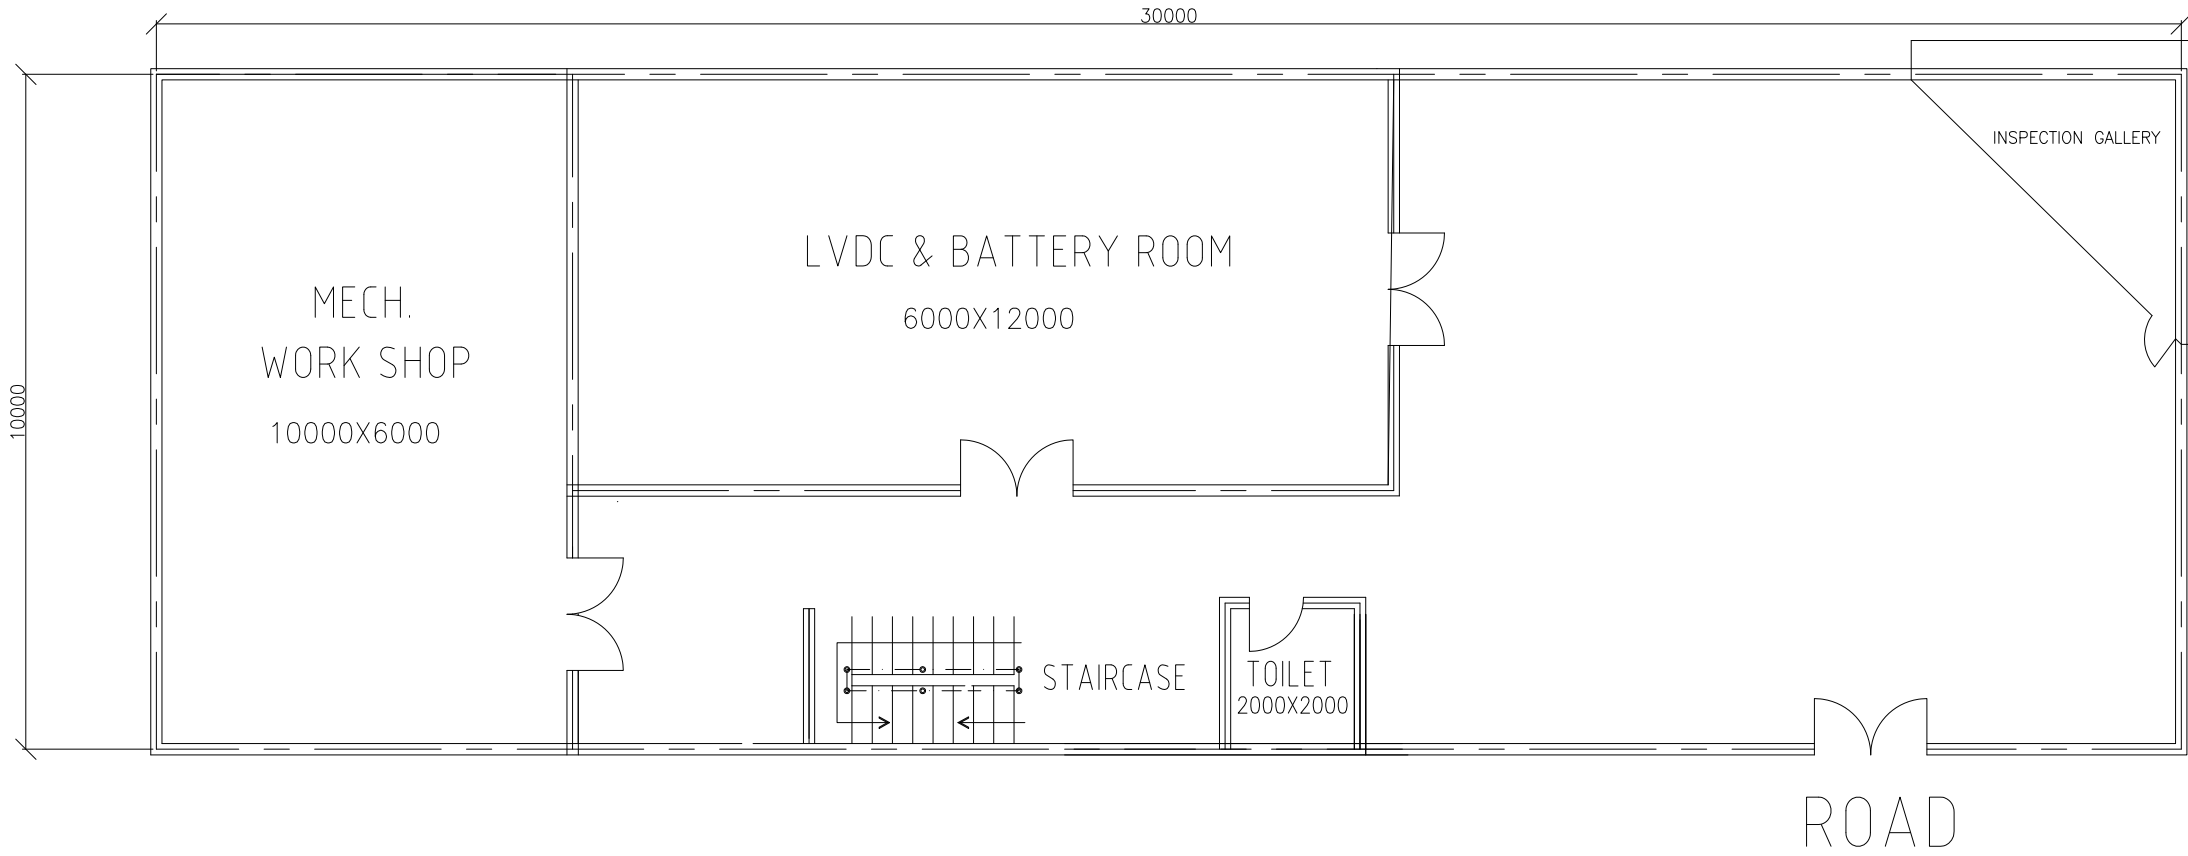 30000
INSPECTION GALLERY
LVDC & BATTERY ROOM
6000X12000
MECH.
WORK SHOP
10000X6000
10000
STAIRCASE
TOILET
2000X2000
ROAD